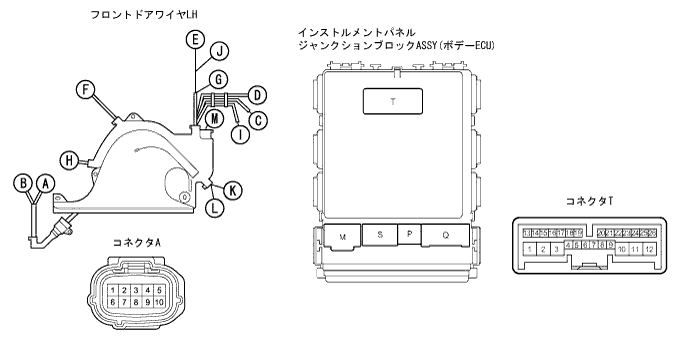 フロントドアワイヤLH
E
J
G
D
C
I
M
F
H
B
A
K
L
インストルメントパネル
ジャンクションブロックASSY(ボデーECU)
T
M
S
P
Q
コネクタA
1 2 3 4 5
6 7 8 9 10
コネクタT
13 14 15 16 17 18 19 20 21 22 23 24 25 26
1 2 3 4 5 6 7 8 9 10 11 12